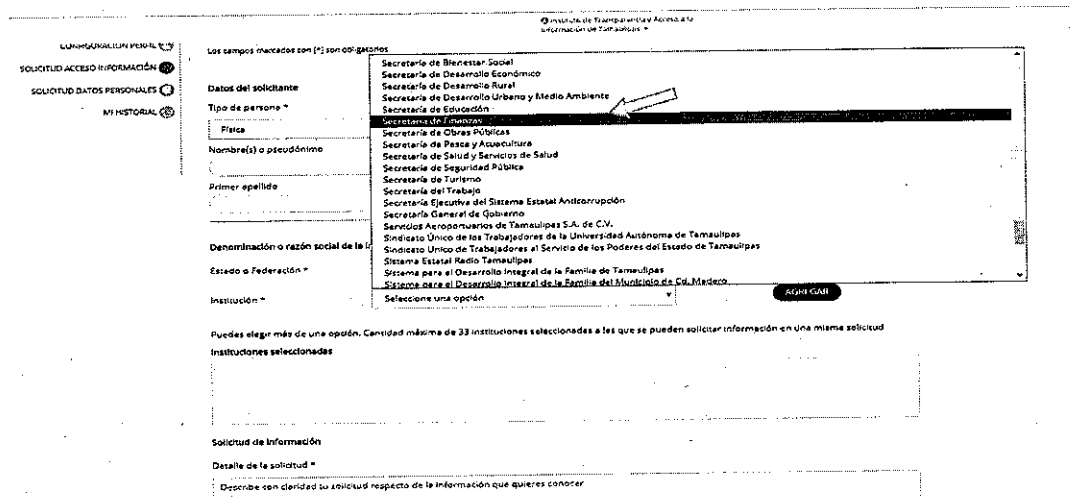 Instituto de Transparencia y Acceso a la
Información de Tamaulipas
CONFIGURACIÓN PERFIL
SOLICITUD ACCESO INFORMACIÓN
SOLICITUD DATOS PERSONALES
MI HISTORIAL
Los campos marcados con (*) son obligatorios
Datos del solicitante
Tipo de persona *
Física
Nombre(s) o pseudónimo
Primer apellido
Secretaría de Bienestar Social
Secretaría de Desarrollo Económico
Secretaría de Desarrollo Rural
Secretaría de Desarrollo Urbano y Medio Ambiente
Secretaría de Educación
Secretaría de Finanzas
Secretaría de Obras Públicas
Secretaría de Pesca y Acuacultura
Secretaría de Salud y Servicios de Salud
Secretaría de Seguridad Pública
Secretaría de Turismo
Secretaría del Trabajo
Secretaría Ejecutiva del Sistema Estatal Anticorrupción
Secretaría General de Gobierno
Servicios Aeroportuarios de Tamaulipas S.A. de C.V.
Sindicato Único de los Trabajadores de la Universidad Autónoma de Tamaulipas
Sindicato Unico de Trabajadores al Servicio de los Poderes del Estado de Tamaulipas
Sistema Estatal Radio Tamaulipas
Sistema para el Desarrollo Integral de la Familia de Tamaulipas
Sistema para el Desarrollo Integral de la Familia del Municipio de Cd. Madero
Denominación o razón social de la
Estado o Federación *
Institución *
Seleccione una opción
AGREGAR
Puedes elegir más de una opción. Cantidad máxima de 33 instituciones seleccionadas a las que se pueden solicitar información en una misma solicitud
Instituciones seleccionadas
Solicitud de información
Detalle de la solicitud *
Describe con claridad tu solicitud respecto de la información que quieres conocer